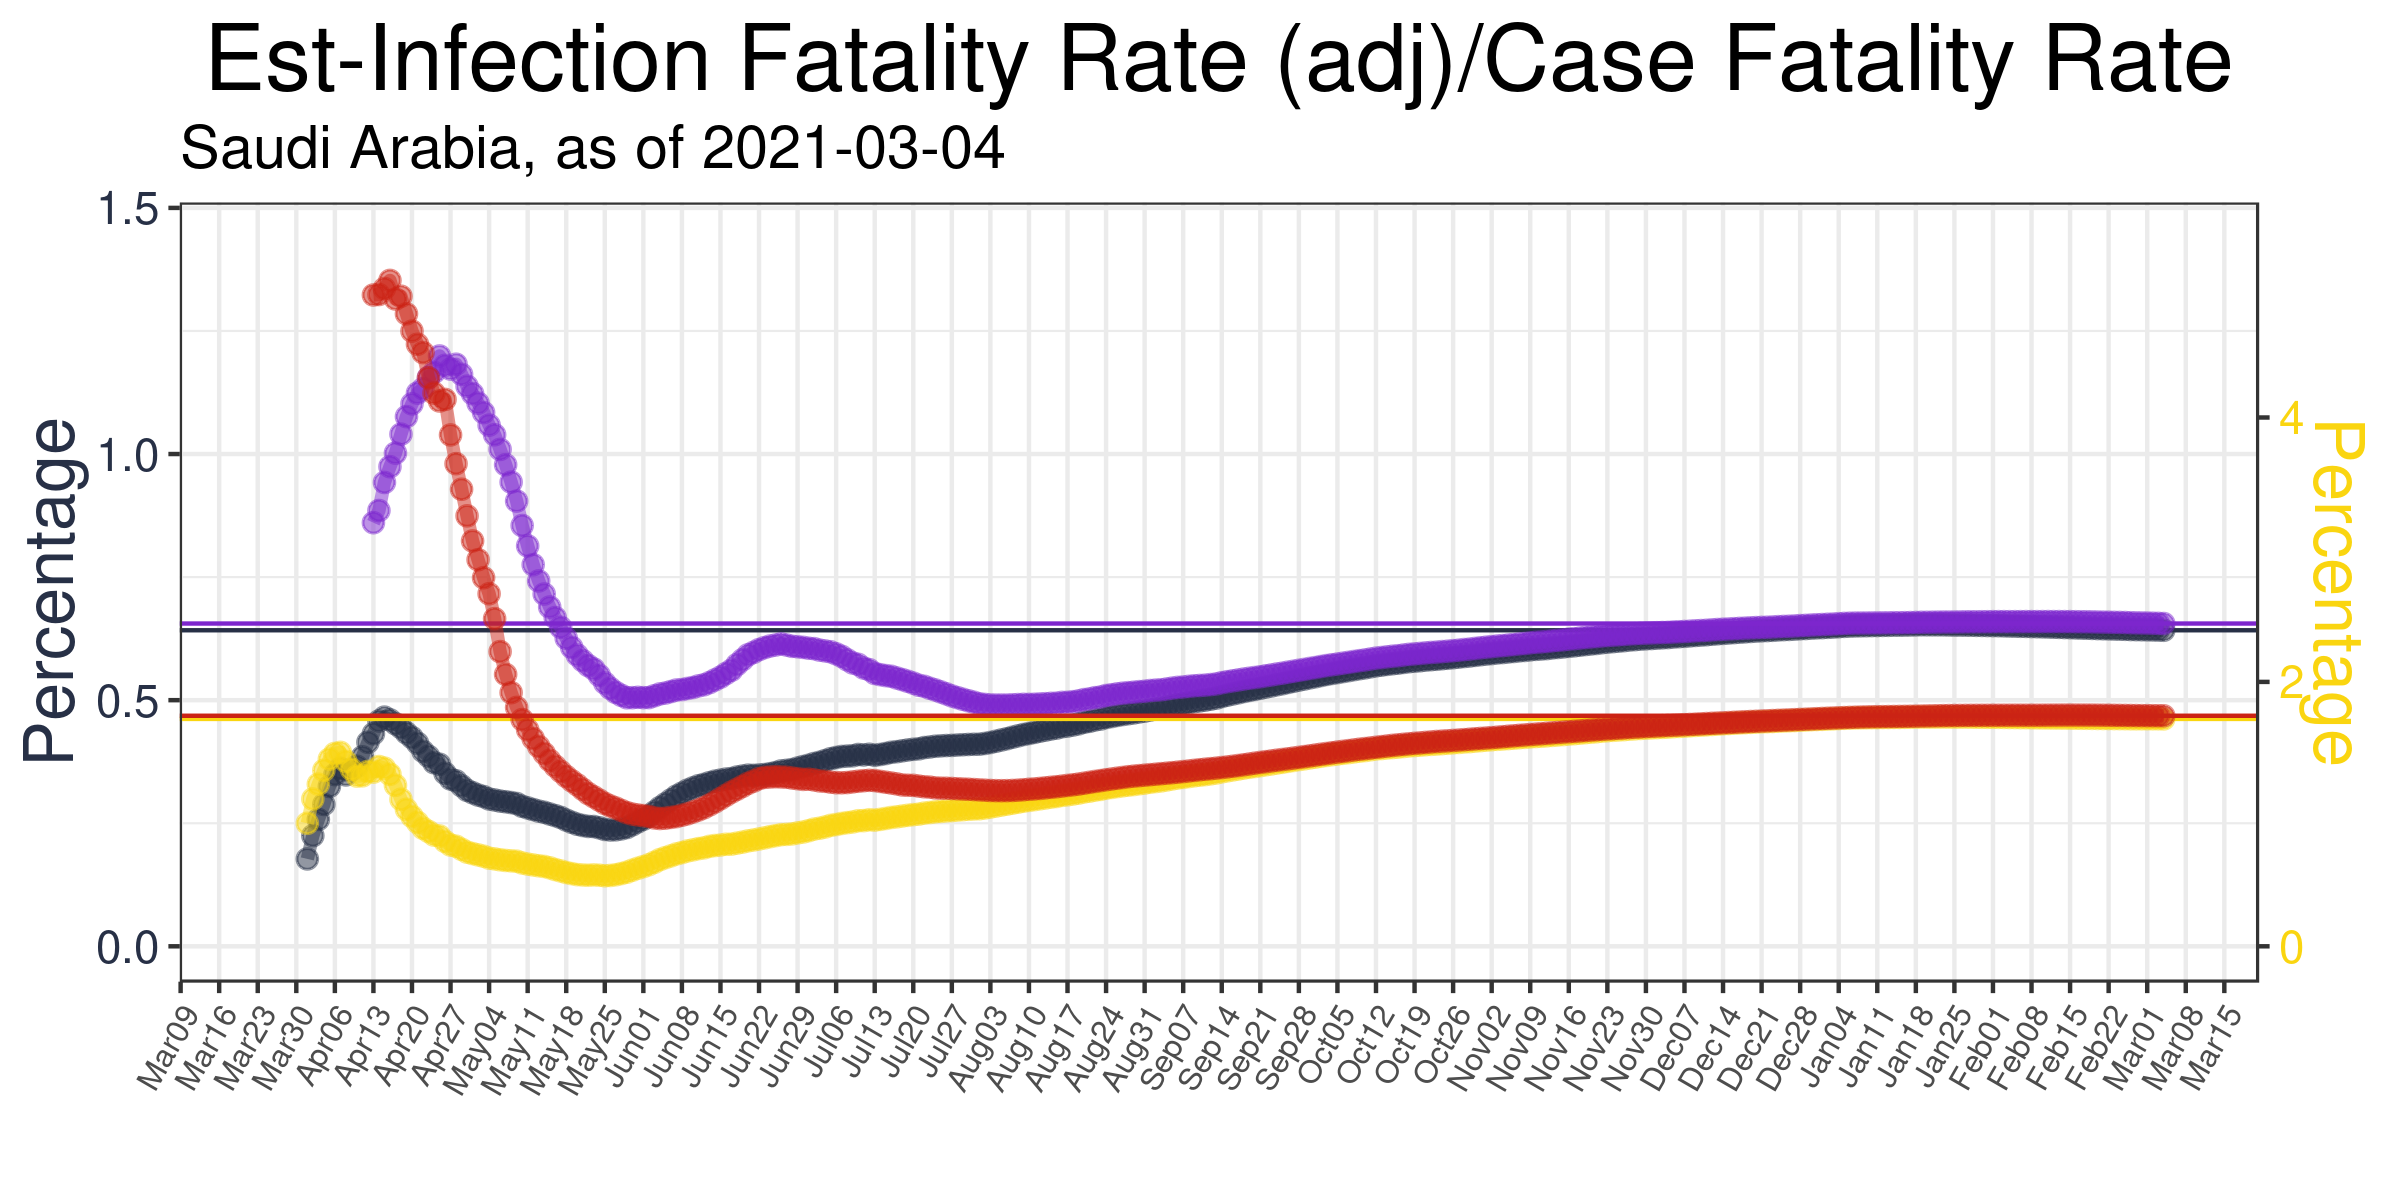 Est-Infection Fatality Rate (adj)/Case Fatality Rate
Saudi Arabia, as of 2021-03-04
Percentage
1.5
1.0
0.5
0.0
4
2
0
Percentage
Mar09
Mar16
Mar23
Mar30
Apr06
Apr13
Apr20
Apr27
May04
May11
May18
May25
Jun01
Jun08
Jun15
Jun22
Jun29
Jul06
Jul13
Jul20
Jul27
Aug03
Aug10
Aug17
Aug24
Aug31
Sep07
Sep14
Sep21
Sep28
Oct05
Oct12
Oct19
Oct26
Nov02
Nov09
Nov16
Nov23
Nov30
Dec07
Dec14
Dec21
Dec28
Jan04
Jan11
Jan18
Jan25
Feb01
Feb08
Feb15
Feb22
Mar01
Mar08
Mar15